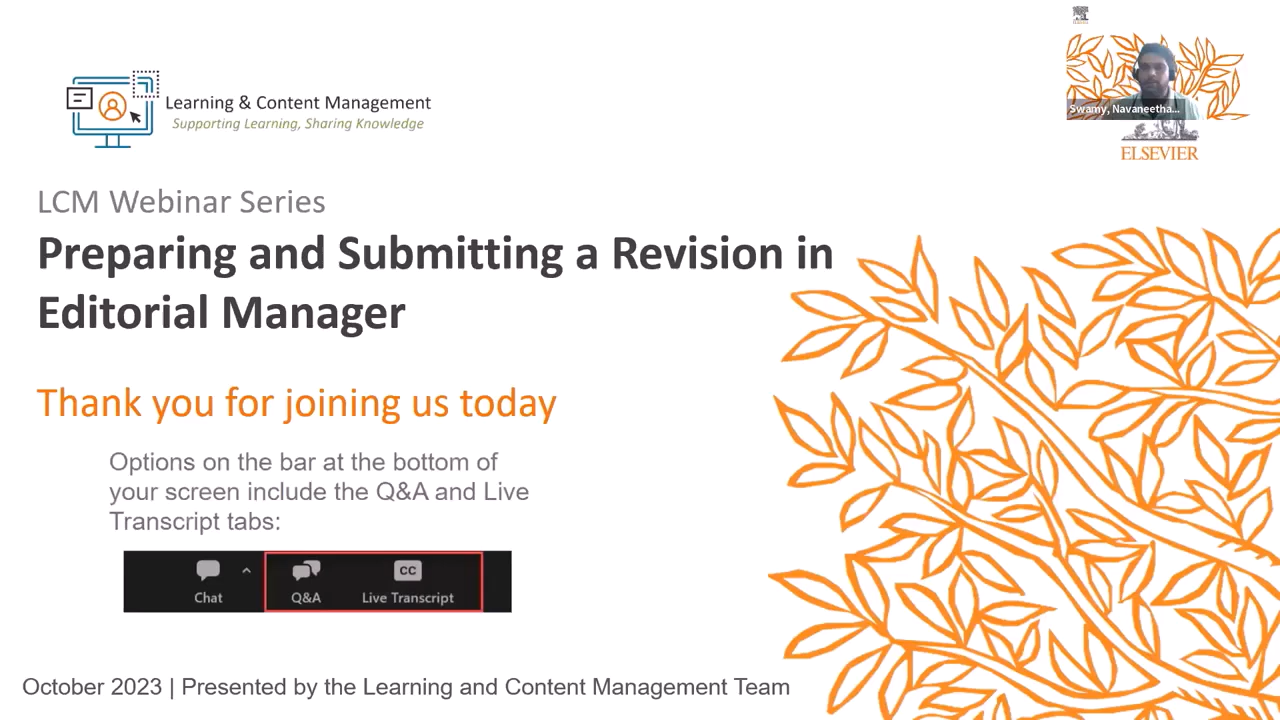 Learning & Content Management
Supporting Learning, Sharing Knowledge
Swamy, Navaneetha...
ELSEVIER
LCM Webinar Series
Preparing and Submitting a Revision in
Editorial Manager
Thank you for joining us today
Options on the bar at the bottom of
your screen include the Q&A and Live
Transcript tabs:
CC
Chat
Q&A
Live Transcript
October 2023 | Presented by the Learning and Content Management Team